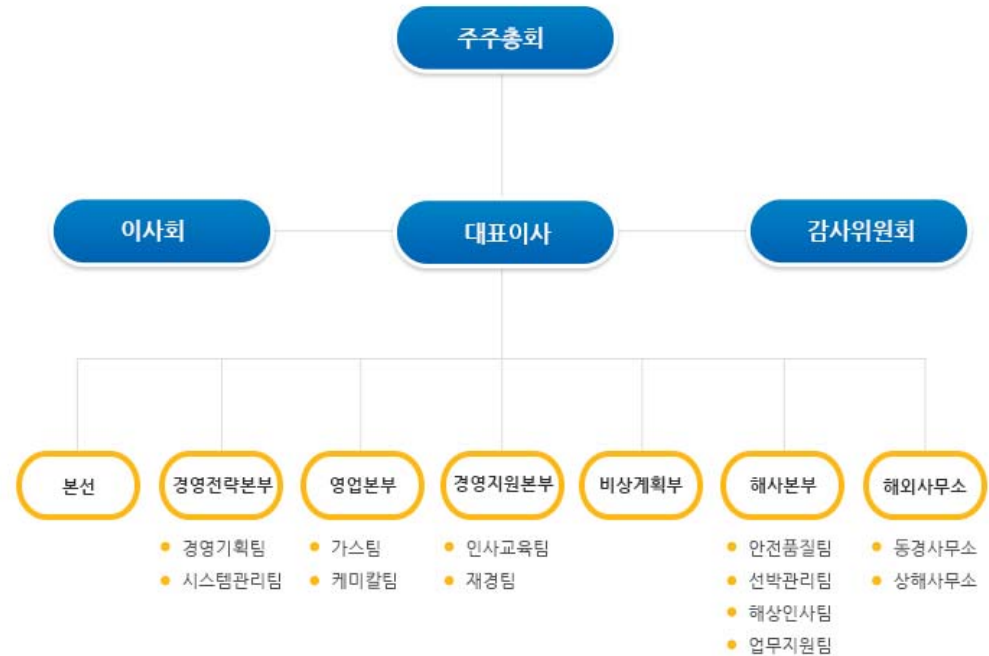 주주총회
이사회
대표이사
감사위원회
본선
경영전략본부
영업본부
경영지원본부
비상계획부
해사본부
해외사무소
경영기획팀
시스템관리팀
가스팀
케미칼팀
인사교육팀
재경팀
안전품질팀
선박관리팀
해상인사팀
업무지원팀
동경사무소
상해사무소